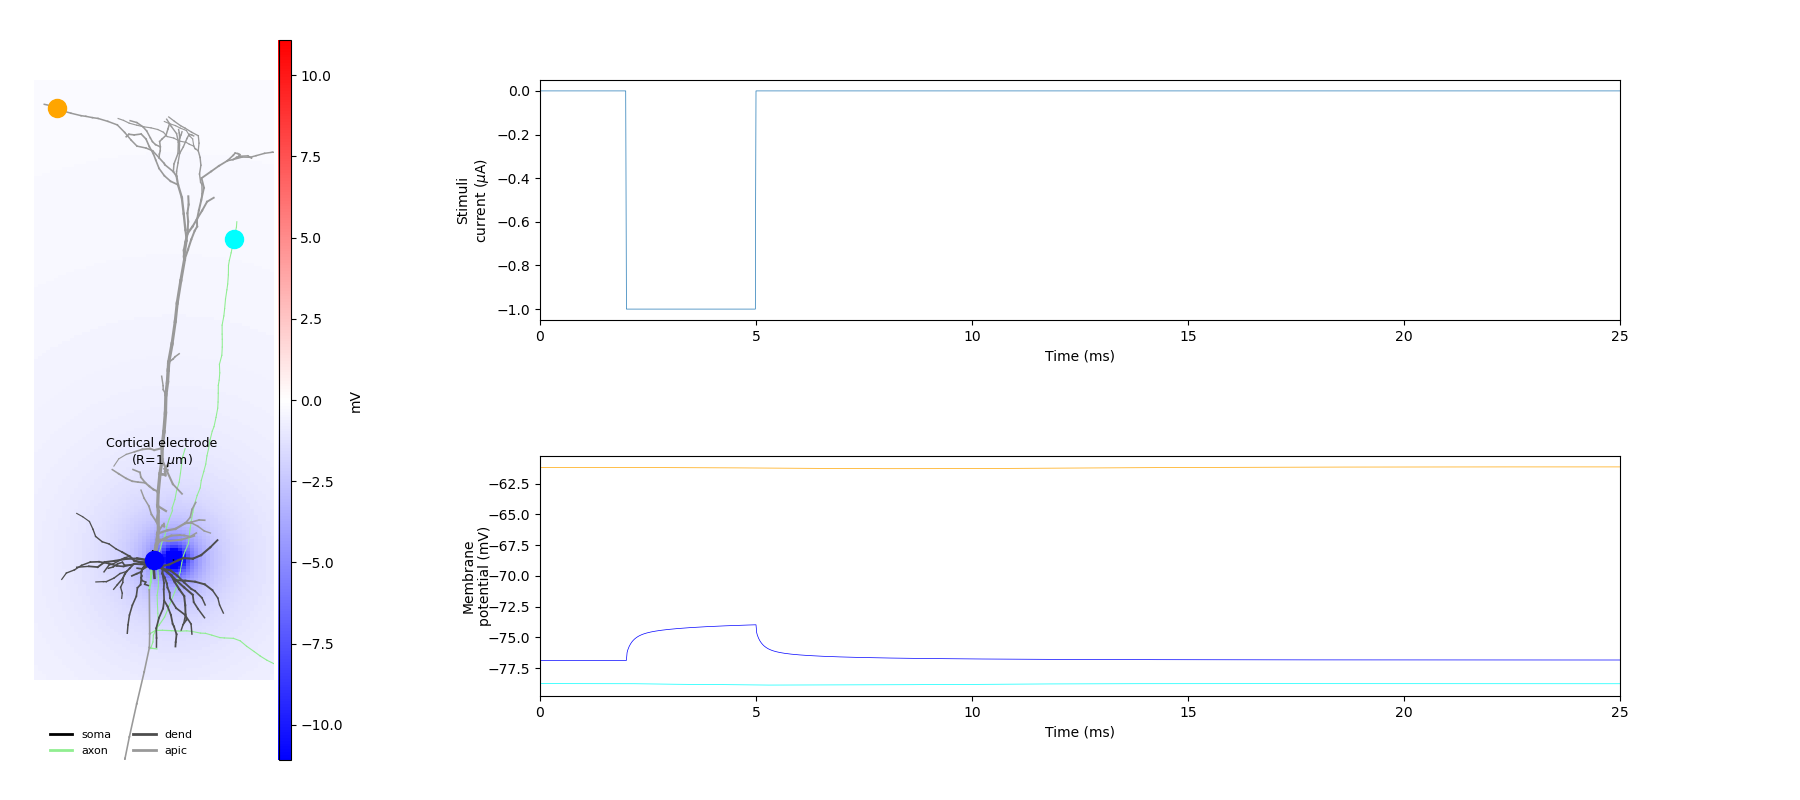 10.0
7.5
5.0
2.5
0.0
−2.5
−5.0
−7.5
−10.0
mV
Cortical electrode
(R=1 μm)
soma
axon
dend
apic
Stimuli
current (μA)
0.0
−0.2
−0.4
−0.6
−0.8
−1.0
0 5 10 15 20 25
Time (ms)
Membrane
potential (mV)
−62.5
−65.0
−67.5
−70.0
−72.5
−75.0
−77.5
0 5 10 15 20 25
Time (ms)